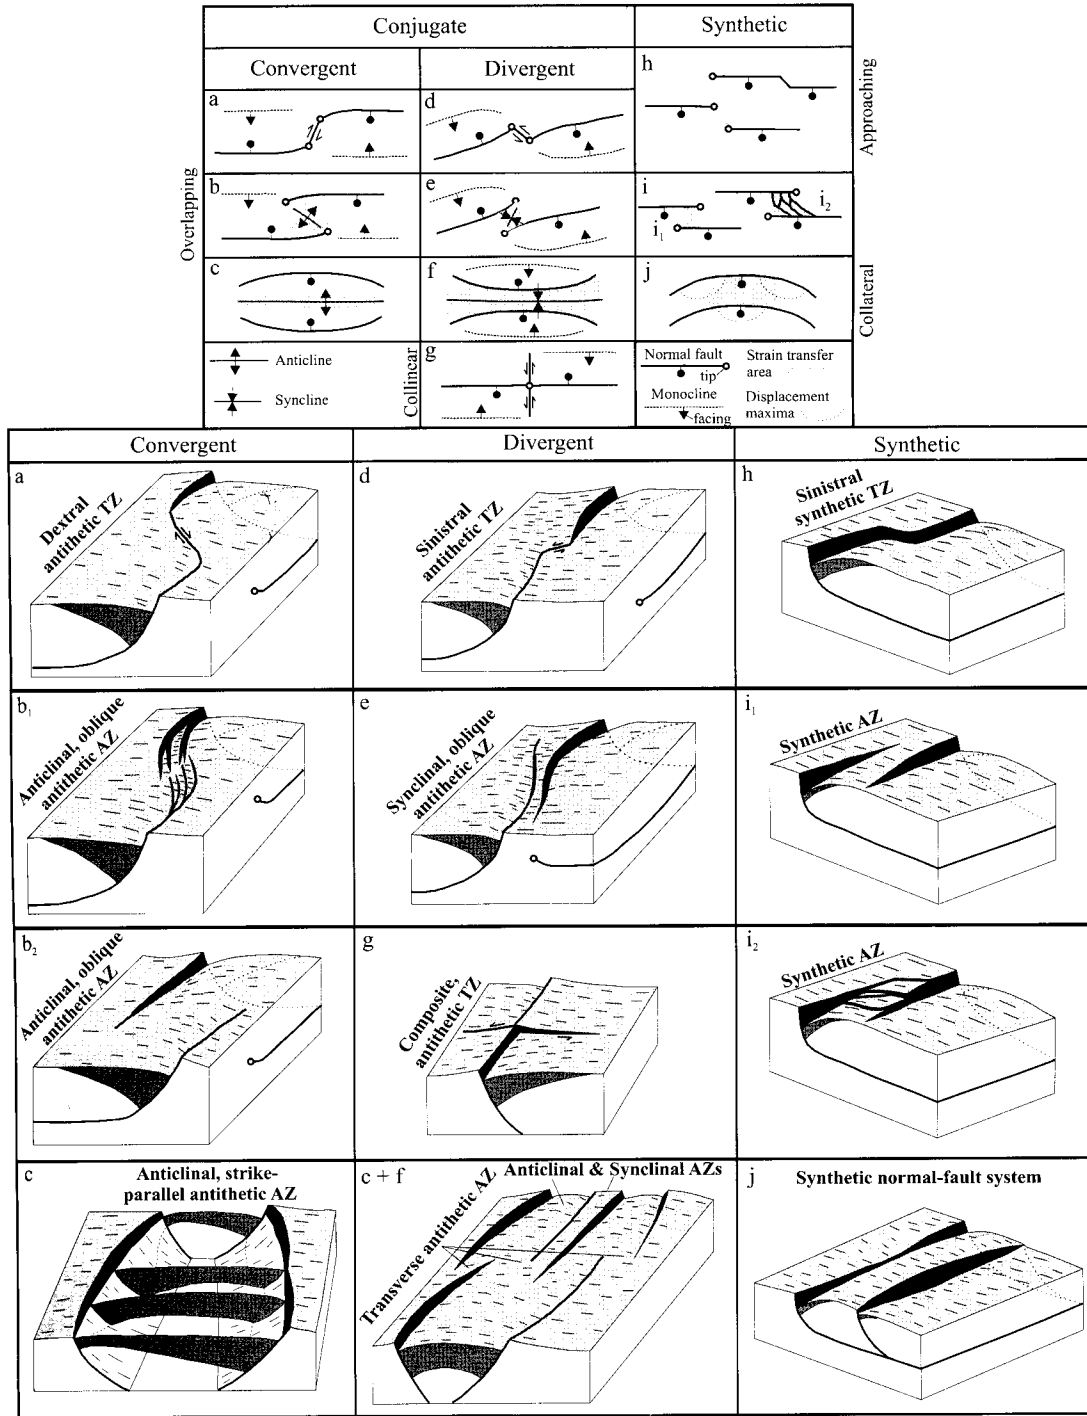 Conjugate
Synthetic
Convergent
Divergent
h
Approaching
a
d
Overlapping
b
e
i
i2
i1
c
f
j
Collateral
Anticline
Syncline
Collinear
g
Normal fault
tip
Monocline
facing
Strain transfer
area
Displacement
maxima
Convergent
Divergent
Synthetic
a
Dextral
antithetic TZ
d
Sinistral
antithetic TZ
h
Sinistral
synthetic TZ
b1
Anticlinal, oblique
antithetic AZ
e
Synclinal, oblique
antithetic AZ
i1
Synthetic AZ
b2
Anticlinal, oblique
antithetic AZ
g
Composite,
antithetic TZ
i2
Synthetic AZ
c
Anticlinal, strike-
parallel antithetic AZ
c + f
Transverse antithetic AZ
Anticlinal & Synclinal AZs
j
Synthetic normal-fault system